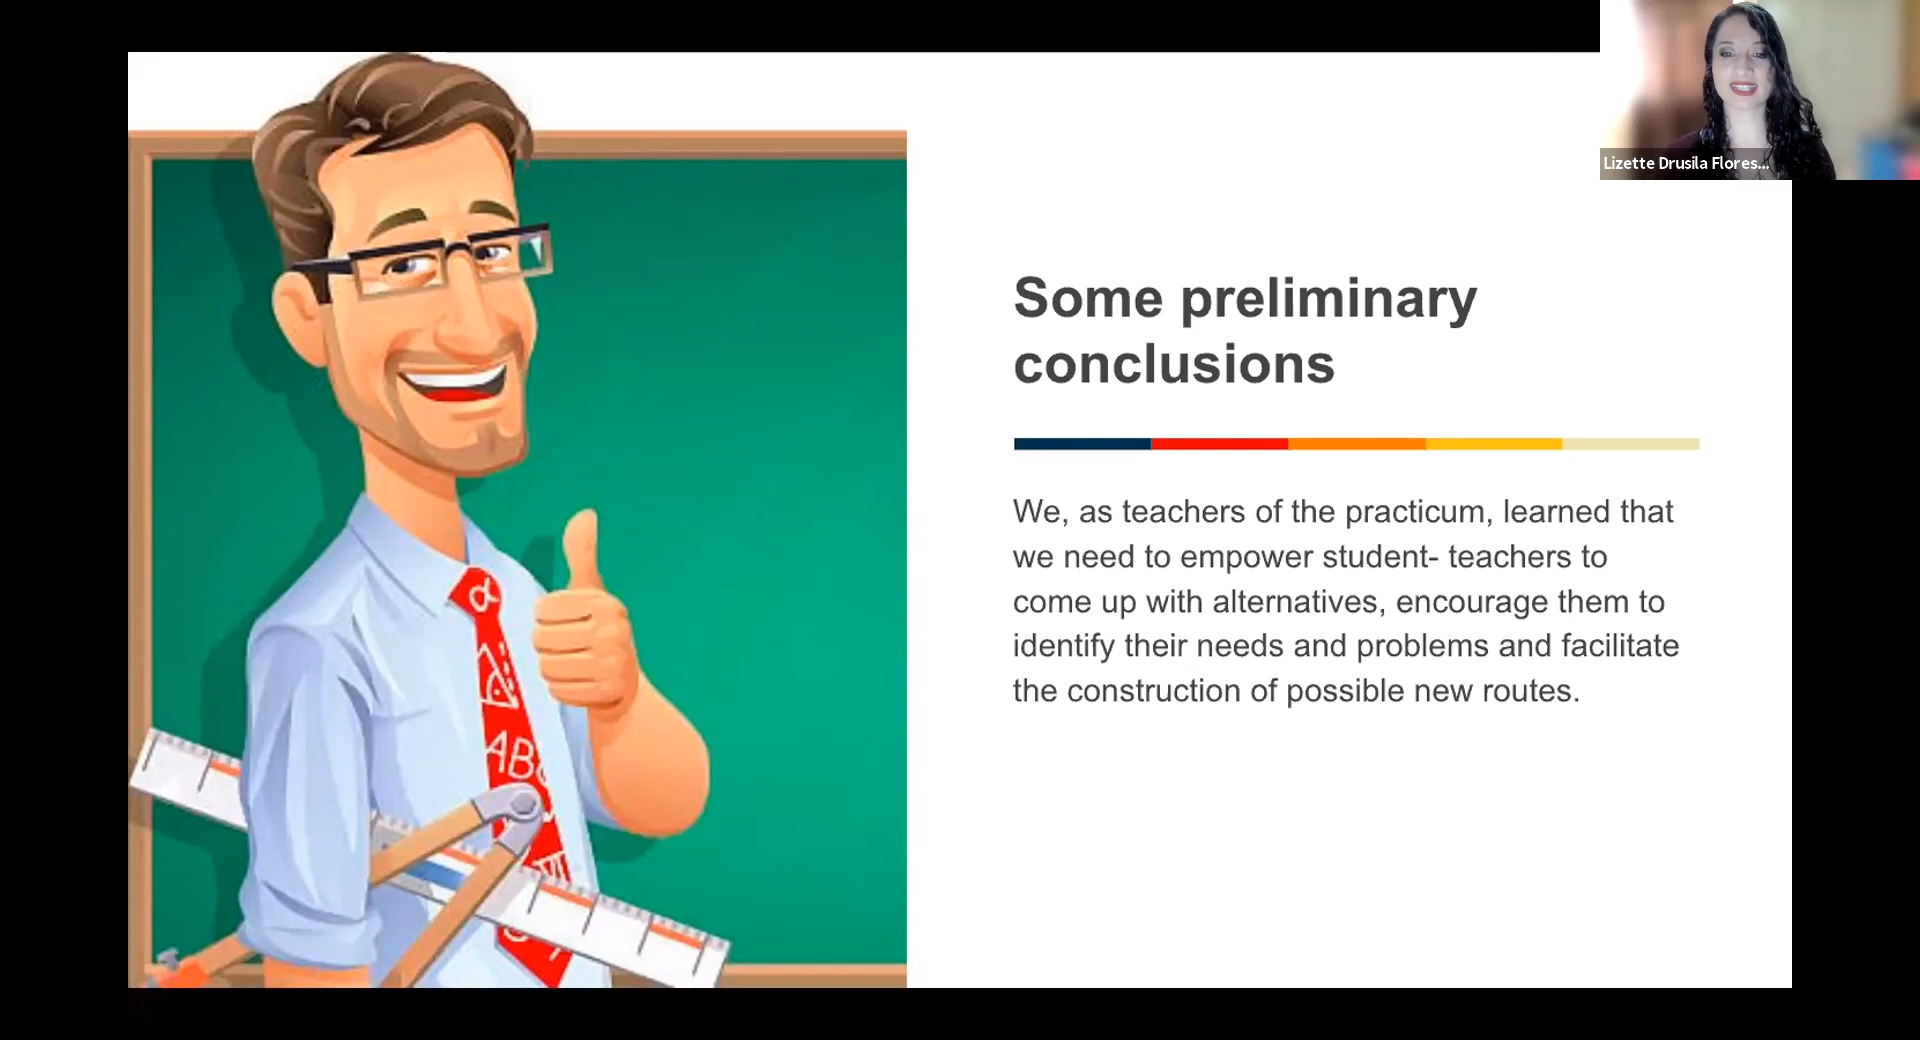 Lizette Drusila Flores...
Some preliminary
conclusions
We, as teachers of the practicum, learned that
we need to empower student- teachers to
come up with alternatives, encourage them to
identify their needs and problems and facilitate
the construction of possible new routes.
α
ABC